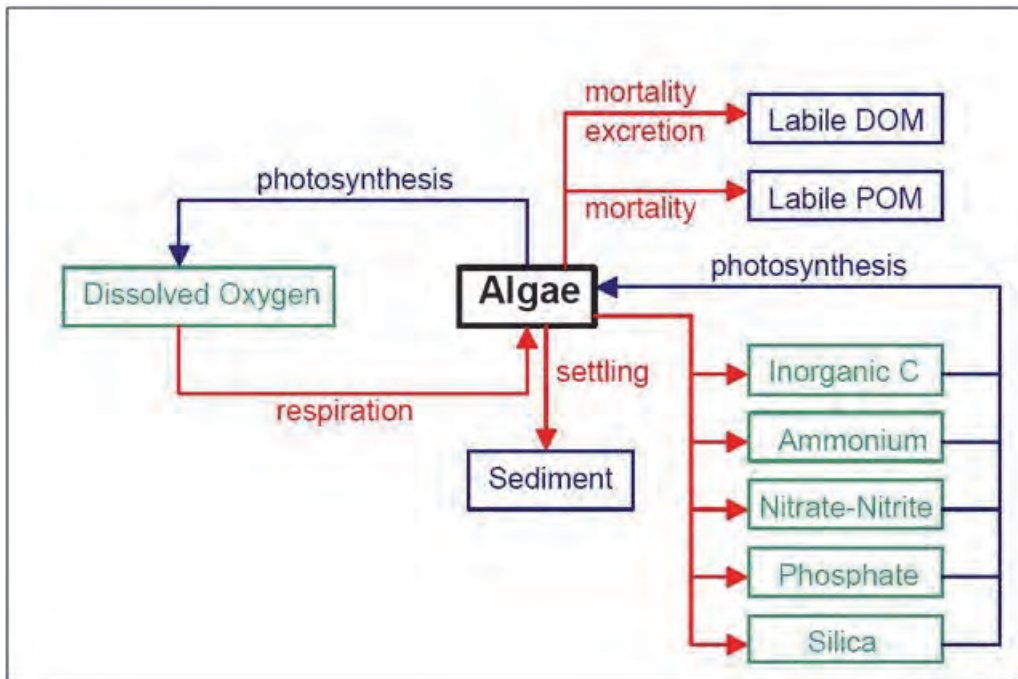 mortality
excretion
Labile DOM
photosynthesis
mortality
Labile POM
photosynthesis
Dissolved Oxygen
Algae
settling
Inorganic C
respiration
Ammonium
Sediment
Nitrate-Nitrite
Phosphate
Silica